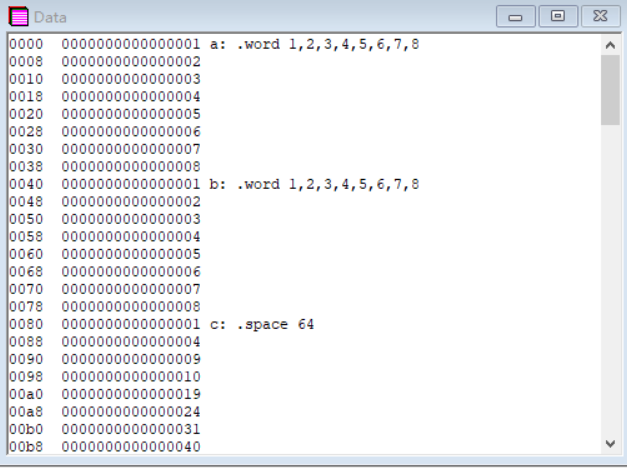 Data
0000 0000000000000001 a: .word 1,2,3,4,5,6,7,8
0008 0000000000000002
0010 0000000000000003
0018 0000000000000004
0020 0000000000000005
0028 0000000000000006
0030 0000000000000007
0038 0000000000000008
0040 0000000000000001 b: .word 1,2,3,4,5,6,7,8
0048 0000000000000002
0050 0000000000000003
0058 0000000000000004
0060 0000000000000005
0068 0000000000000006
0070 0000000000000007
0078 0000000000000008
0080 0000000000000001 c: .space 64
0088 0000000000000004
0090 0000000000000009
0098 0000000000000010
00a0 0000000000000019
00a8 0000000000000024
00b0 0000000000000031
00b8 0000000000000040